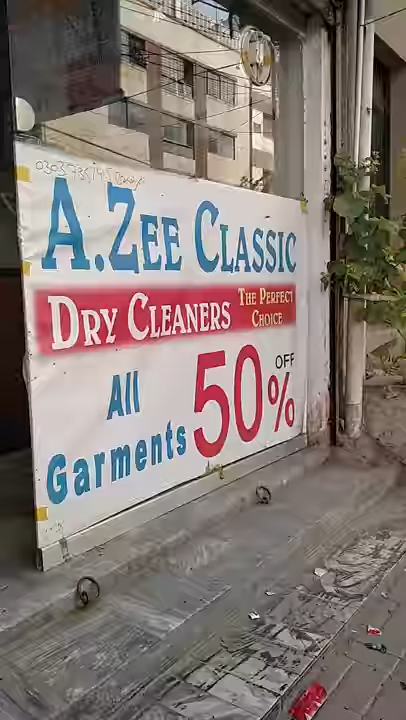 A.Zee Classic
Dry Cleaners The Perfect Choice
All Garments 50% OFF